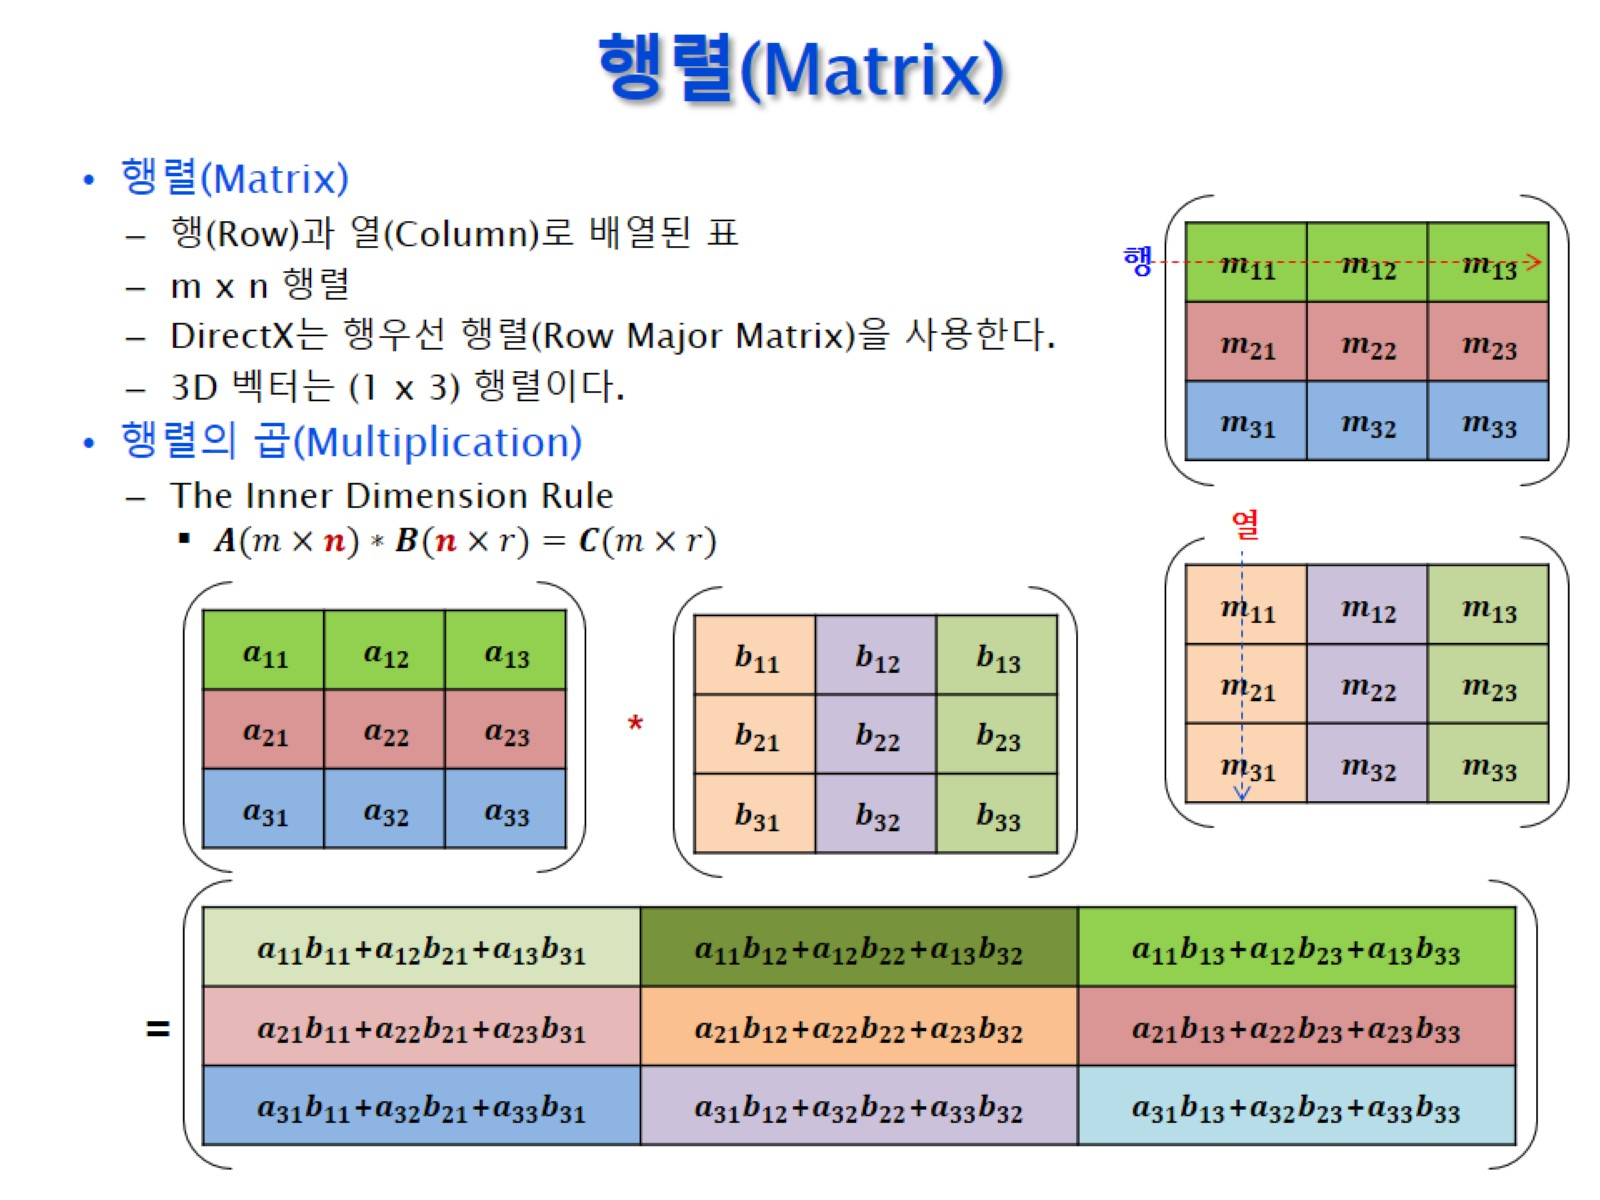 행렬(Matrix)
• 행렬(Matrix)
– 행(Row)과 열(Column)로 배열된 표
– m x n 행렬
– DirectX는 행우선 행렬(Row Major Matrix)을 사용한다.
– 3D 벡터는 (1 x 3) 행렬이다.
• 행렬의 곱(Multiplication)
– The Inner Dimension Rule
▪ A(m × n) ∗ B(n × r) = C(m × r)
행
m₁₁ m₁₂ m₁₃
m₂₁ m₂₂ m₂₃
m₃₁ m₃₂ m₃₃
열
m₁₁ m₁₂ m₁₃
m₂₁ m₂₂ m₂₃
m₃₁ m₃₂ m₃₃
a₁₁ a₁₂ a₁₃
a₂₁ a₂₂ a₂₃
a₃₁ a₃₂ a₃₃
*
b₁₁ b₁₂ b₁₃
b₂₁ b₂₂ b₂₃
b₃₁ b₃₂ b₃₃
=
a₁₁b₁₁+a₁₂b₂₁+a₁₃b₃₁ a₁₁b₁₂+a₁₂b₂₂+a₁₃b₃₂ a₁₁b₁₃+a₁₂b₂₃+a₁₃b₃₃
a₂₁b₁₁+a₂₂b₂₁+a₂₃b₃₁ a₂₁b₁₂+a₂₂b₂₂+a₂₃b₃₂ a₂₁b₁₃+a₂₂b₂₃+a₂₃b₃₃
a₃₁b₁₁+a₃₂b₂₁+a₃₃b₃₁ a₃₁b₁₂+a₃₂b₂₂+a₃₃b₃₂ a₃₁b₁₃+a₃₂b₂₃+a₃₃b₃₃